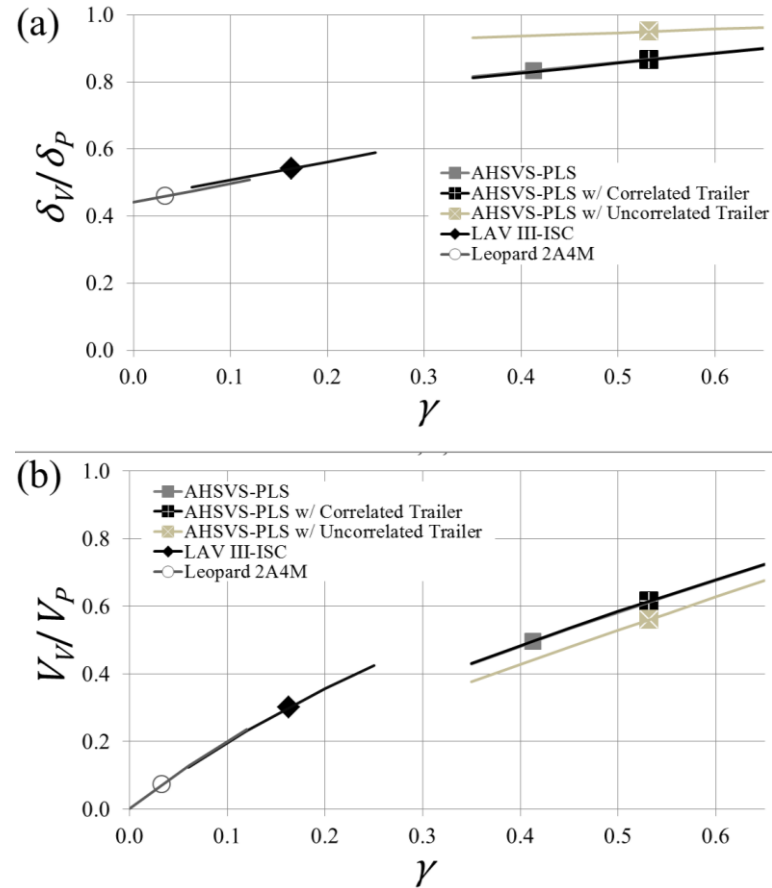 (a)
1.0
0.8
0.6
0.4
0.2
0.0
δV/δP
AHSVS-PLS
AHSVS-PLS w/ Correlated Trailer
AHSVS-PLS w/ Uncorrelated Trailer
LAV III-ISC
Leopard 2A4M
0.0 0.1 0.2 0.3 0.4 0.5 0.6
γ
(b)
1.0
0.8
0.6
0.4
0.2
0.0
VV/VP
AHSVS-PLS
AHSVS-PLS w/ Correlated Trailer
AHSVS-PLS w/ Uncorrelated Trailer
LAV III-ISC
Leopard 2A4M
0.0 0.1 0.2 0.3 0.4 0.5 0.6
γ